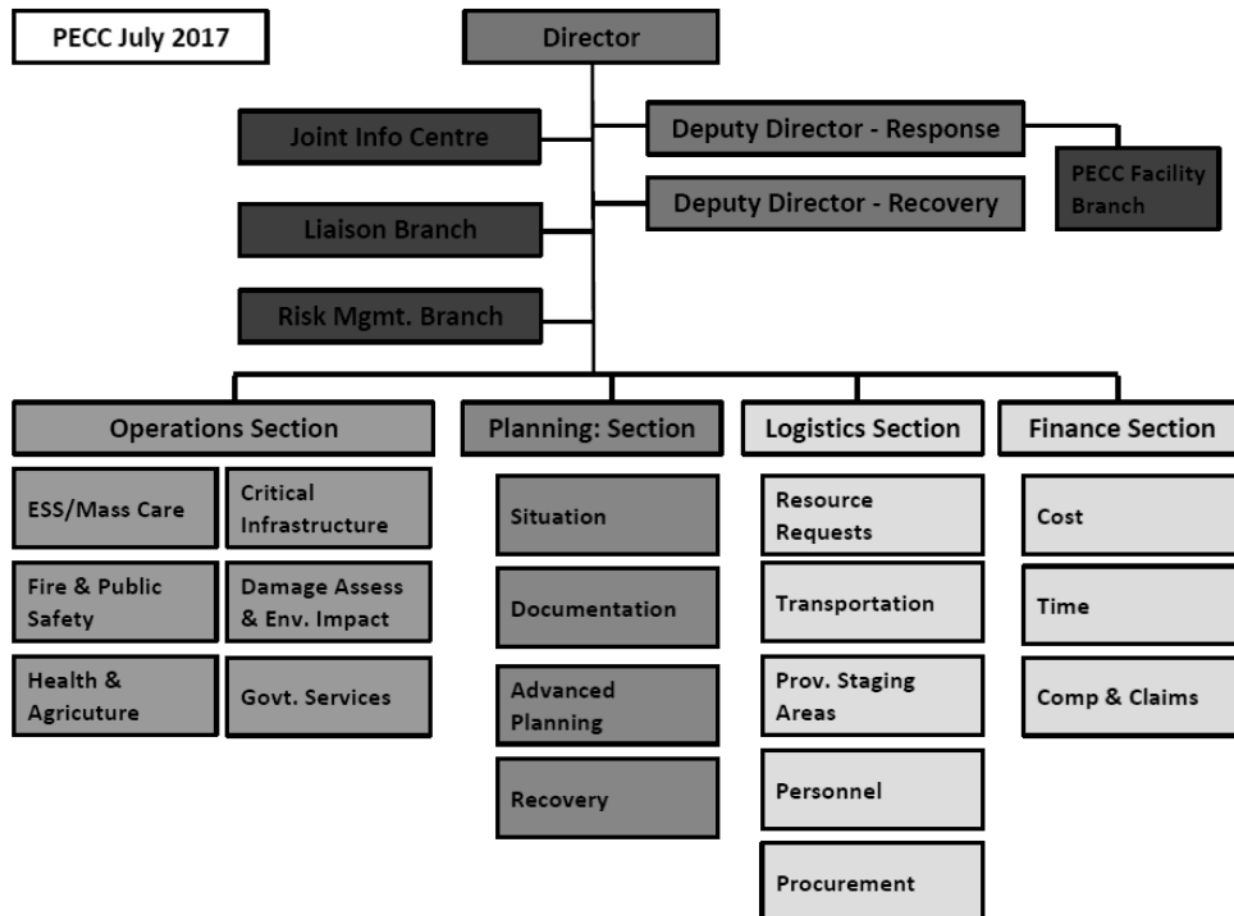 PECC July 2017
Director
Joint Info Centre
Deputy Director - Response
PECC Facility
Branch
Liaison Branch
Deputy Director - Recovery
Risk Mgmt. Branch
Operations Section
ESS/Mass Care
Critical
Infrastructure
Fire & Public
Safety
Damage Assess
& Env. Impact
Health &
Agricuture
Govt. Services
Planning: Section
Situation
Documentation
Advanced
Planning
Recovery
Logistics Section
Resource
Requests
Transportation
Prov. Staging
Areas
Personnel
Procurement
Finance Section
Cost
Time
Comp & Claims